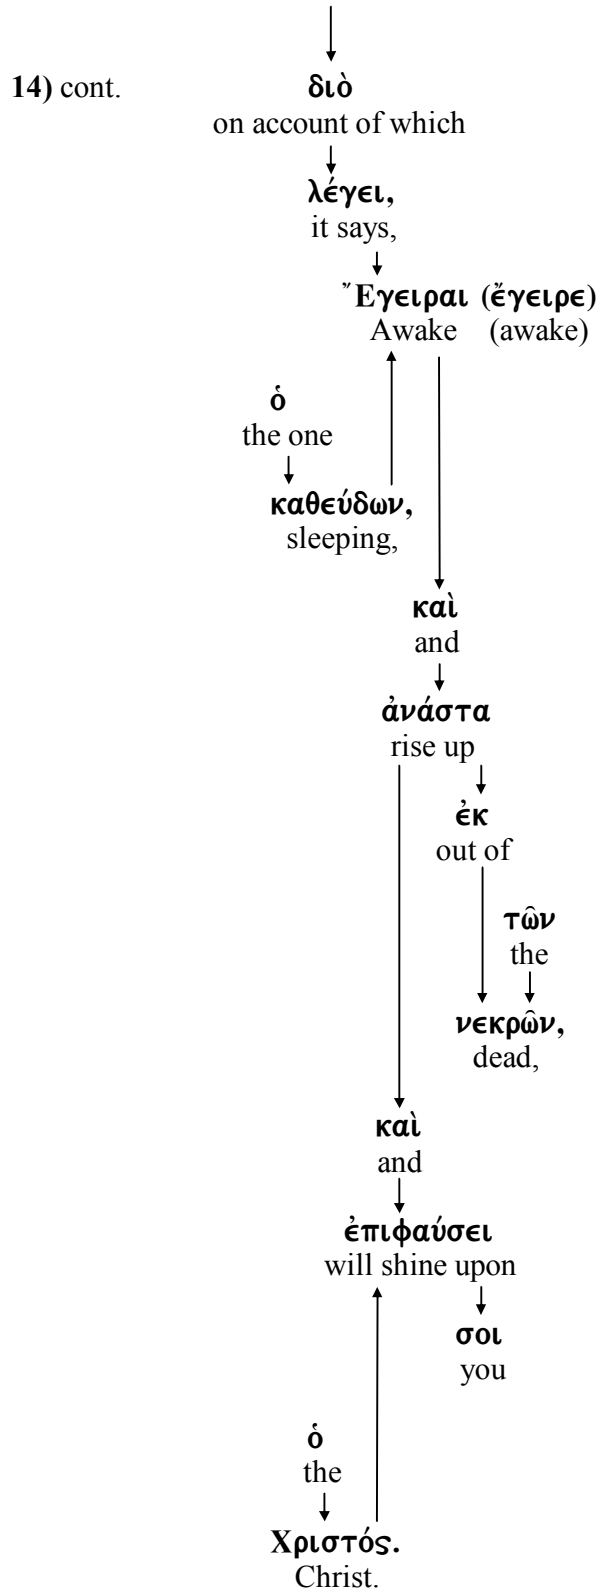 14) cont.
διὸ
on account of which
λέγει,
it says,
Ἔγειραι (ἔγειρε)
Awake (awake)
ὁ
the one
καθεύδων,
sleeping,
καὶ
and
ἀνάστα
rise up
ἐκ
out of
τῶν
the
νεκρῶν,
dead,
καὶ
and
ἐπιφαύσει
will shine upon
σοι
you
ὁ
the
Χριστός.
Christ.